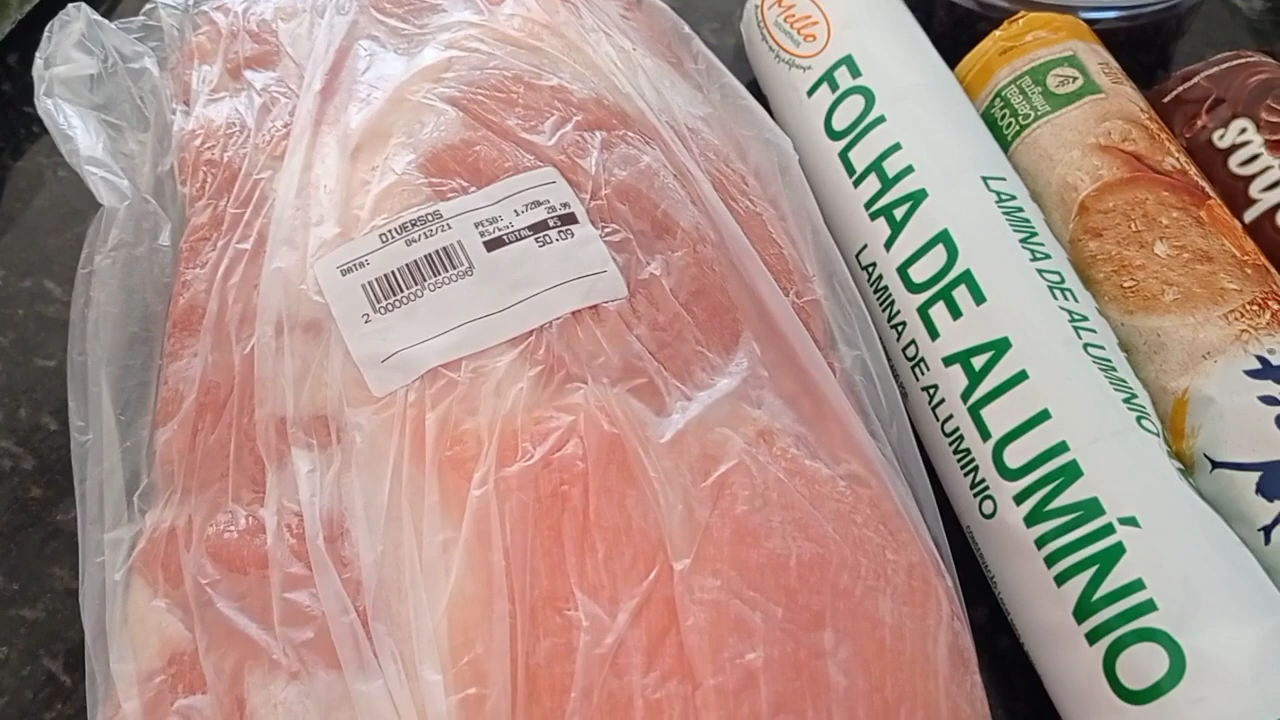 DIVERSOS
04/12/21
DATA:
PESO: 1,728kg
R$/kg: 28,99
TOTAL R$
50,09
2 000000 050096
Mello
FOLHA DE ALUMÍNIO
LAMINA DE ALUMINIO
LAMINA DE ALUMINIO
100%
Cereal
Integral